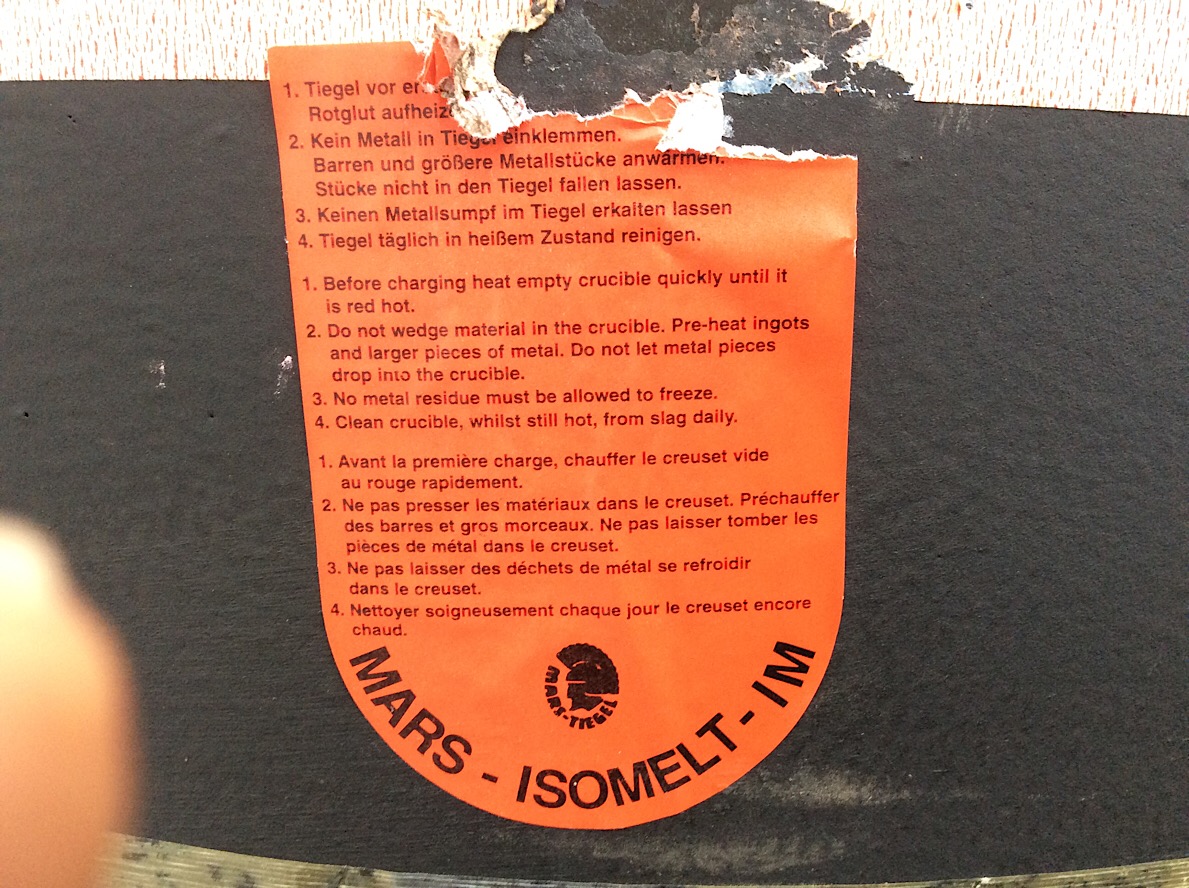 1. Tiegel vor
Rotglut
2. Kein Metall in Tiegel einklemmen.
Barren und größere Metallstücke anwärmen.
Stücke nicht in den Tiegel fallen lassen.
3. Keinen Metallsumpf im Tiegel erkalten lassen
4. Tiegel täglich in heißem Zustand reinigen.
1. Before charging heat empty crucible quickly until it
is red hot.
2. Do not wedge material in the crucible. Pre-heat ingots
and larger pieces of metal. Do not let metal pieces
drop into the crucible.
3. No metal residue must be allowed to freeze.
4. Clean crucible, whilst still hot, from slag daily.
1. Avant la première charge, chauffer le creuset vide
au rouge rapidement.
2. Ne pas presser les matériaux dans le creuset. Préchauffer
des barres et gros morceaux. Ne pas laisser tomber les
pièces de métal dans le creuset.
3. Ne pas laisser des déchets de métal se refroidir
dans le creuset.
4. Nettoyer soigneusement chaque jour le creuset encore
chaud.
MARS-TIEGEL
MARS - ISOMELT - IM